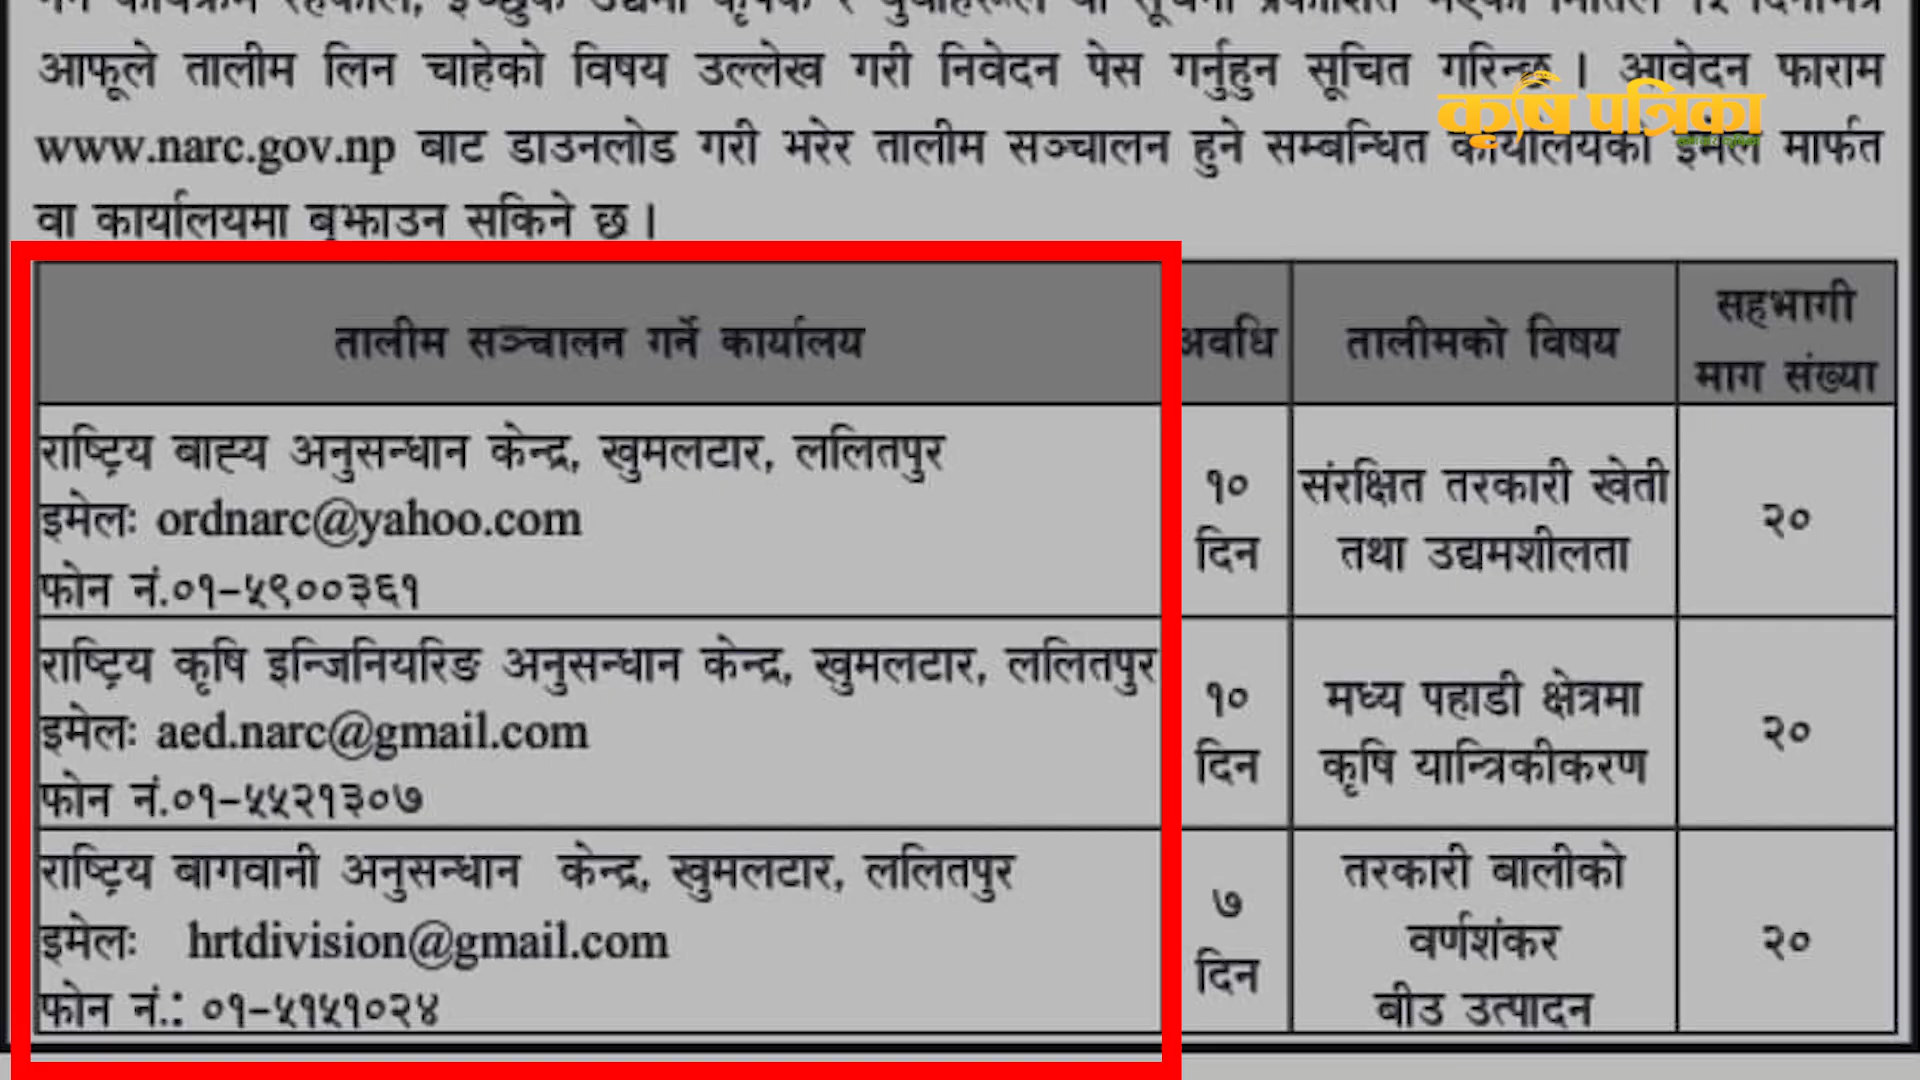 आफूले तालीम लिन चाहेको विषय उल्लेख गरी निवेदन पेस गर्नुहुन सूचित गरिन्छ । आवेदन फाराम
कृषि पत्रिका
www.narc.gov.np बाट डाउनलोड गरी भरेर तालीम सञ्चालन हुने सम्बन्धित कार्यालयको इमेल मार्फत
वा कार्यालयमा बुझाउन सकिने छ ।
तालीम सञ्चालन गर्ने कार्यालय
अवधि
तालीमको विषय
सहभागी
माग संख्या
राष्ट्रिय बाह्य अनुसन्धान केन्द्र, खुमलटार, ललितपुर
इमेलः ordnarc@yahoo.com
फोन नं.०१-५९००३६१
१०
दिन
संरक्षित तरकारी खेती
तथा उद्यमशीलता
२०
राष्ट्रिय कृषि इन्जिनियरिङ अनुसन्धान केन्द्र, खुमलटार, ललितपुर
इमेलः aed.narc@gmail.com
फोन नं.०१-५५२१३०७
१०
दिन
मध्य पहाडी क्षेत्रमा
कृषि यान्त्रिकीकरण
२०
राष्ट्रिय बागवानी अनुसन्धान केन्द्र, खुमलटार, ललितपुर
इमेलः hrtdivision@gmail.com
फोन नं.: ०१-५१५१०२४
७
दिन
तरकारी बालीको
वर्णशंकर
बीउ उत्पादन
२०